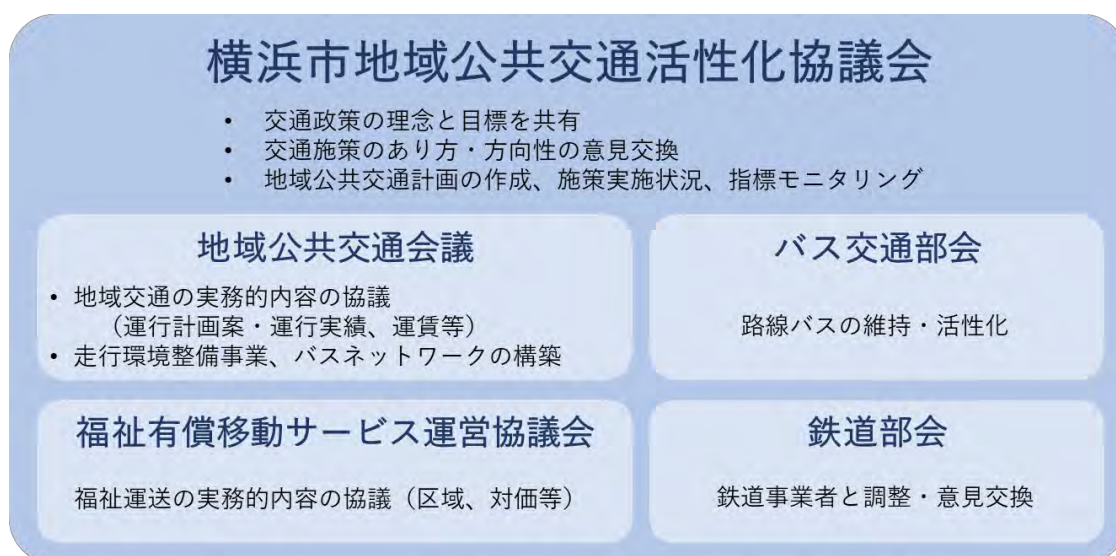 横浜市地域公共交通活性化協議会
• 交通政策の理念と目標を共有
• 交通施策のあり方・方向性の意見交換
• 地域公共交通計画の作成、施策実施状況、指標モニタリング
地域公共交通会議
• 地域交通の実務的内容の協議
（運行計画案・運行実績、運賃等）
• 走行環境整備事業、バスネットワークの構築
バス交通部会
路線バスの維持・活性化
福祉有償移動サービス運営協議会
福祉運送の実務的内容の協議（区域、対価等）
鉄道部会
鉄道事業者と調整・意見交換